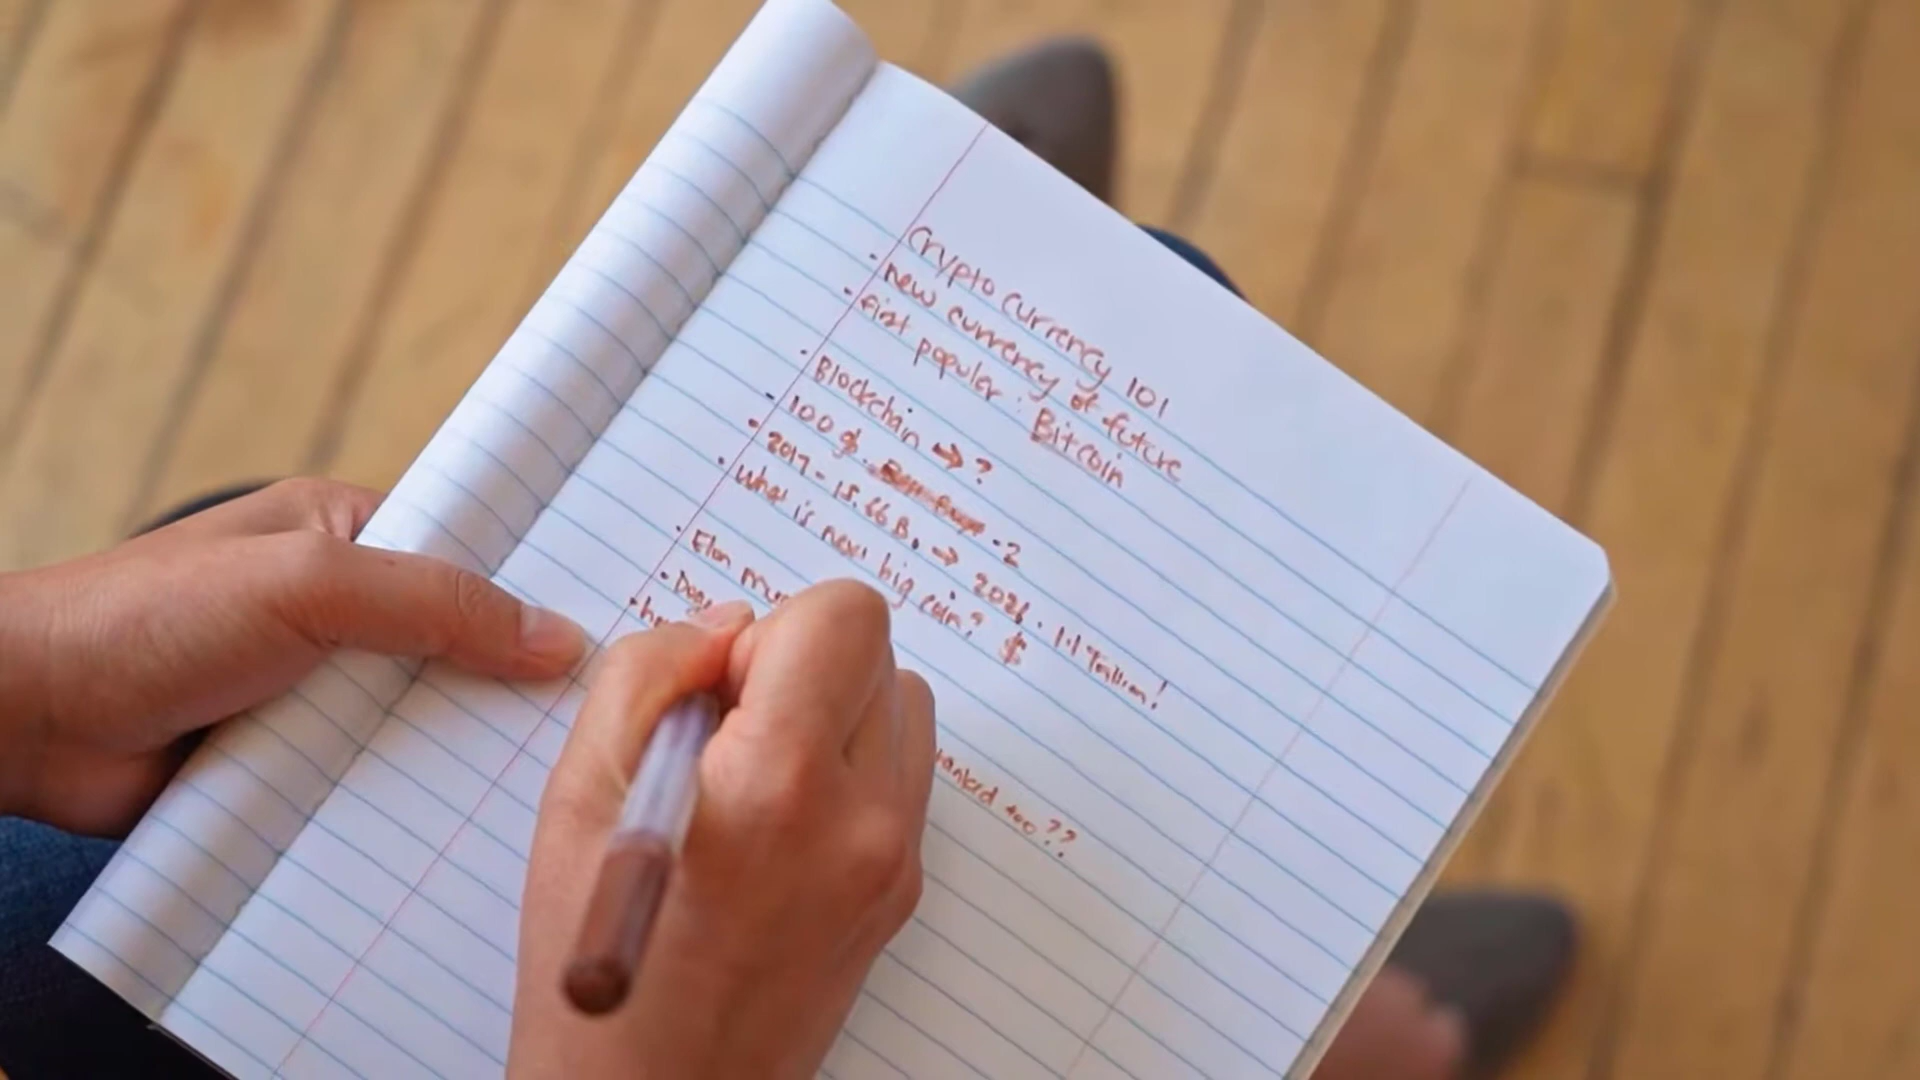 Crypto currency 101
· new currency of future
· first popular : Bitcoin
· Blockchain → ?
· 100 $ · - 2
· 2017 - 15.66 B. → 2021 · 1.1 Trillion!
· What is next big coin? $
· Elon
· Doge
too ??